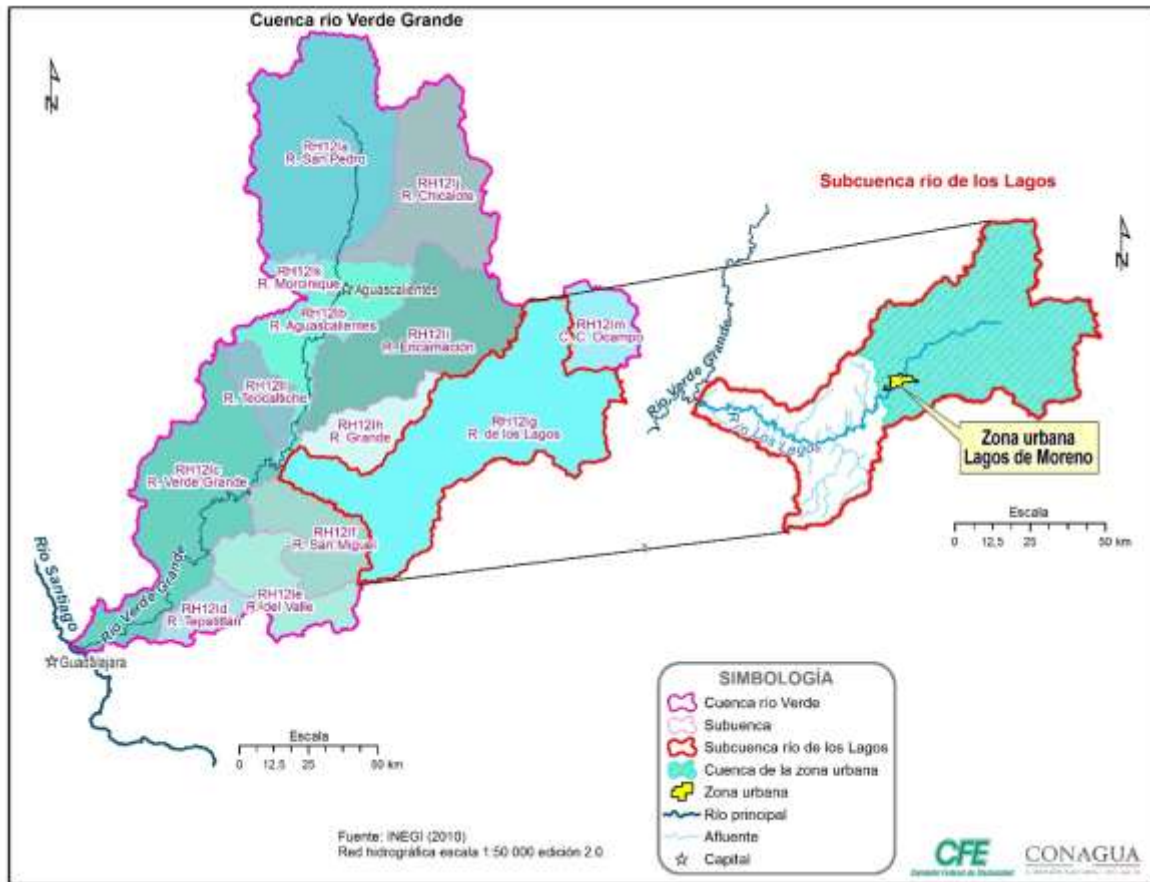 Cuenca río Verde Grande
N
RH12Ia
R. San Pedro
RH12Ij
R. Chicalote
RH12Ik
R. Morcinique
Aguascalientes
RH12Ib
R. Aguascalientes
RH12Ii
R. Encarnación
RH12Im
C. C. Ocampo
RH12Il
R. Teocaltiche
RH12Ih
R. Grande
RH12Ig
R. de los Lagos
RH12Ic
R. Verde Grande
RH12If
R. San Miguel
RH12Ie
R. del Valle
RH12Id
R. Tepatitlán
Río Santiago
Río Verde Grande
Guadalajara
Escala
0 12,5 25 50 km
Subcuenca río de los Lagos
N
Río Verde Grande
Río Los Lagos
Zona urbana
Lagos de Moreno
Escala
0 12,5 25 50 km
SIMBOLOGÍA
Cuenca río Verde
Subuenca
Subcuenca río de los Lagos
Cuenca de la zona urbana
Zona urbana
Río principal
Afluente
Capital
Fuente: INEGI (2010)
Red hidrográfica escala 1:50 000 edición 2.0
CFE
Comisión Federal de Electricidad
CONAGUA